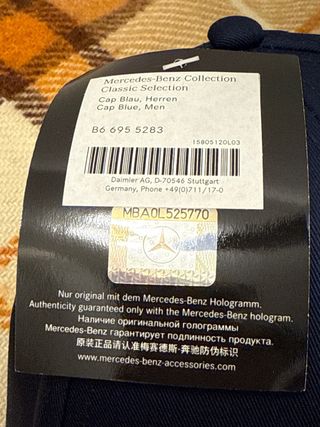 Mercedes-Benz Collection
Classic Selection
Cap Blau, Herren
Cap Blue, Men
B6 695 5283
15805120L03
Daimler AG, D-70546 Stuttgart
Germany, Phone +49(0)711/17-0
MBA0L525770
Nur original mit dem Mercedes-Benz Hologramm.
Authenticity guaranteed only with the Mercedes-Benz hologram.
Наличие оригинальной голограммы
Mercedes-Benz гарантирует подлинность продукта.
原装正品请认准梅赛德斯-奔驰防伪标识
www.mercedes-benz-accessories.com